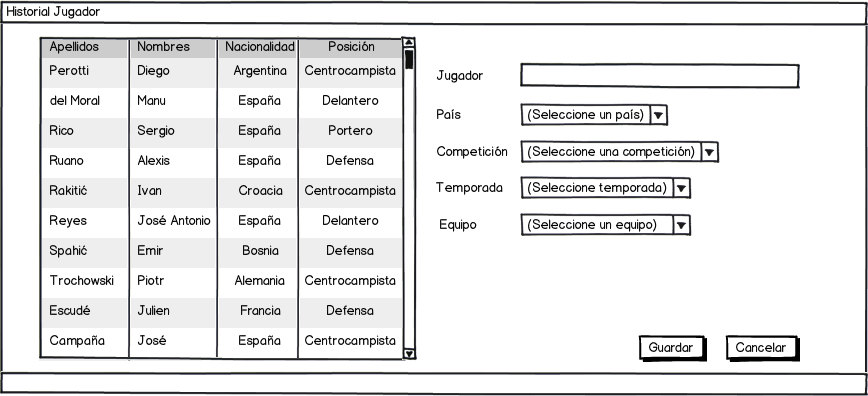 Historial Jugador
Apellidos Nombres Nacionalidad Posición
Perotti Diego Argentina Centrocampista
del Moral Manu España Delantero
Rico Sergio España Portero
Ruano Alexis España Defensa
Rakitić Ivan Croacia Centrocampista
Reyes José Antonio España Delantero
Spahić Emir Bosnia Defensa
Trochowski Piotr Alemania Centrocampista
Escudé Julien Francia Defensa
Campaña José España Centrocampista
Jugador
País (Seleccione un país)
Competición (Seleccione una competición)
Temporada (Seleccione temporada)
Equipo (Seleccione un equipo)
Guardar Cancelar